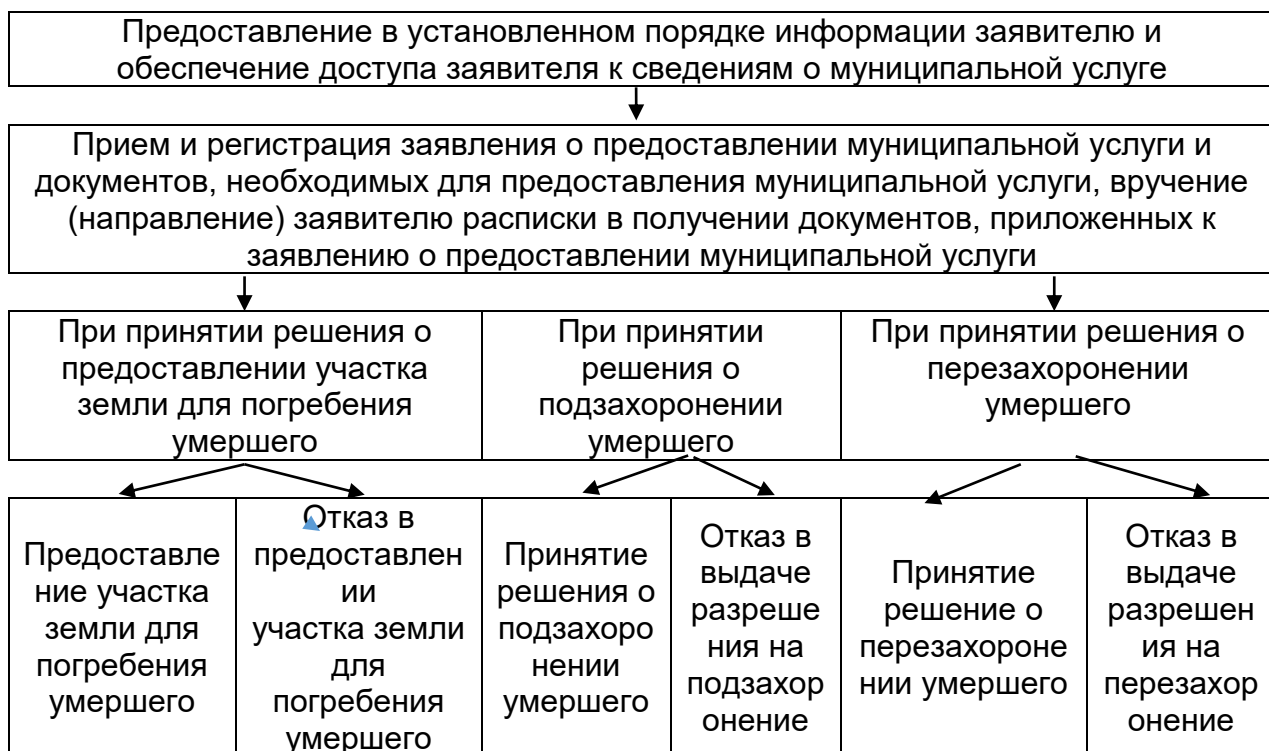 Предоставление в установленном порядке информации заявителю и
обеспечение доступа заявителя к сведениям о муниципальной услуге
Прием и регистрация заявления о предоставлении муниципальной услуги и
документов, необходимых для предоставления муниципальной услуги, вручение
(направление) заявителю расписки в получении документов, приложенных к
заявлению о предоставлении муниципальной услуги
При принятии решения о
предоставлении участка
земли для погребения
умершего
При принятии
решения о
подзахоронении
умершего
При принятии решения о
перезахоронении
умершего
Предоставле
ние участка
земли для
погребения
умершего
Отказ в
предоставлен
ии
участка земли
для
погребения
умершего
Принятие
решения о
подзахоро
нении
умершего
Отказ в
выдаче
разреше
ния на
подзахор
онение
Принятие
решение о
перезахороне
нии умершего
Отказ в
выдаче
разрешен
ия на
перезахор
онение